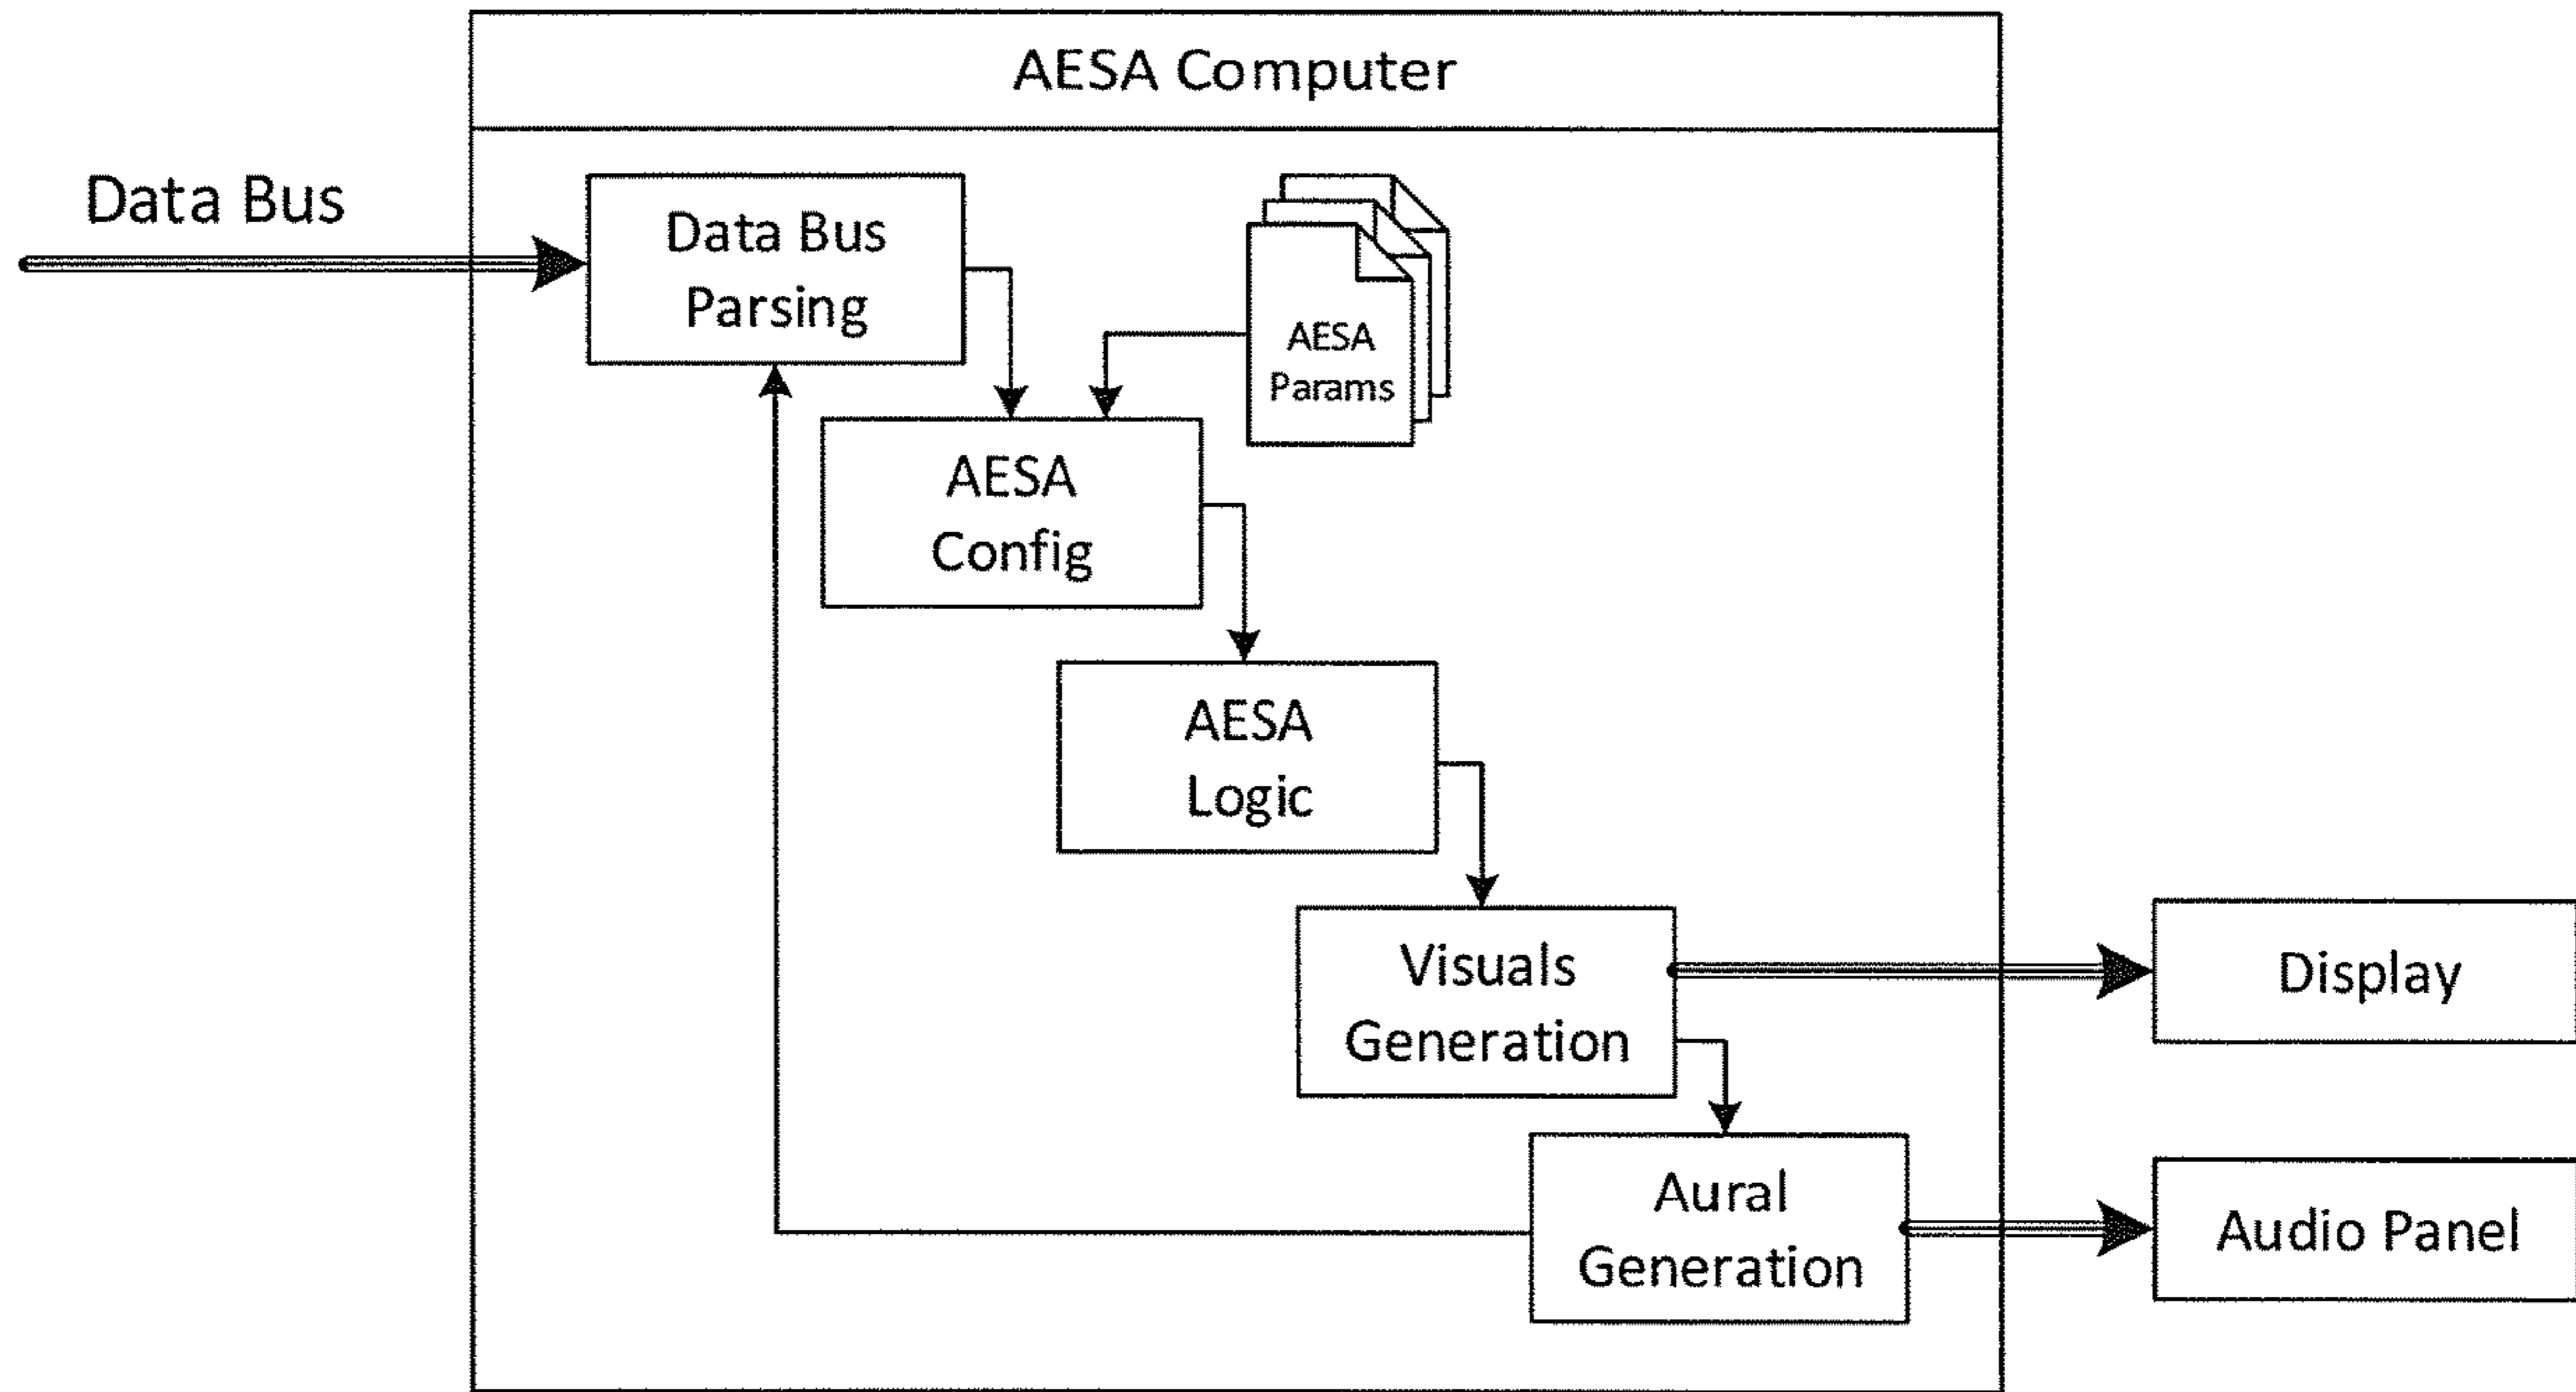 AESA Computer
Data Bus
Data Bus
Parsing
AESA
Params
AESA
Config
AESA
Logic
Visuals
Generation
Display
Aural
Generation
Audio Panel